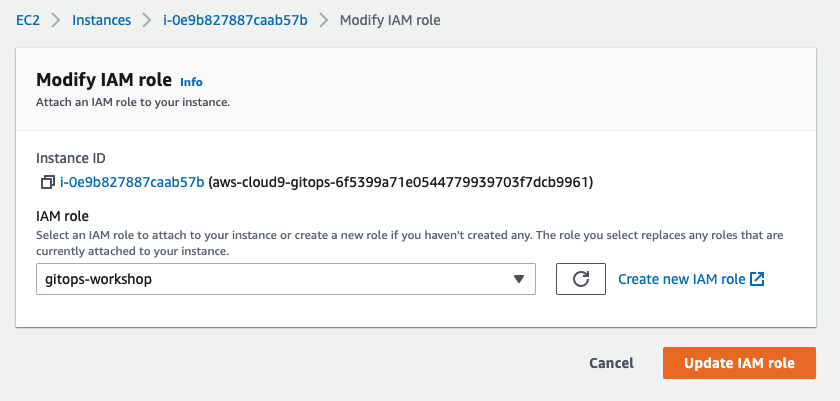 EC2 > Instances > i-0e9b827887caab57b > Modify IAM role
Modify IAM role Info
Attach an IAM role to your instance.
Instance ID
i-0e9b827887caab57b (aws-cloud9-gitops-6f5399a71e0544779939703f7dcb9961)
IAM role
Select an IAM role to attach to your instance or create a new role if you haven't created any. The role you select replaces any roles that are
currently attached to your instance.
gitops-workshop
Create new IAM role
Cancel
Update IAM role